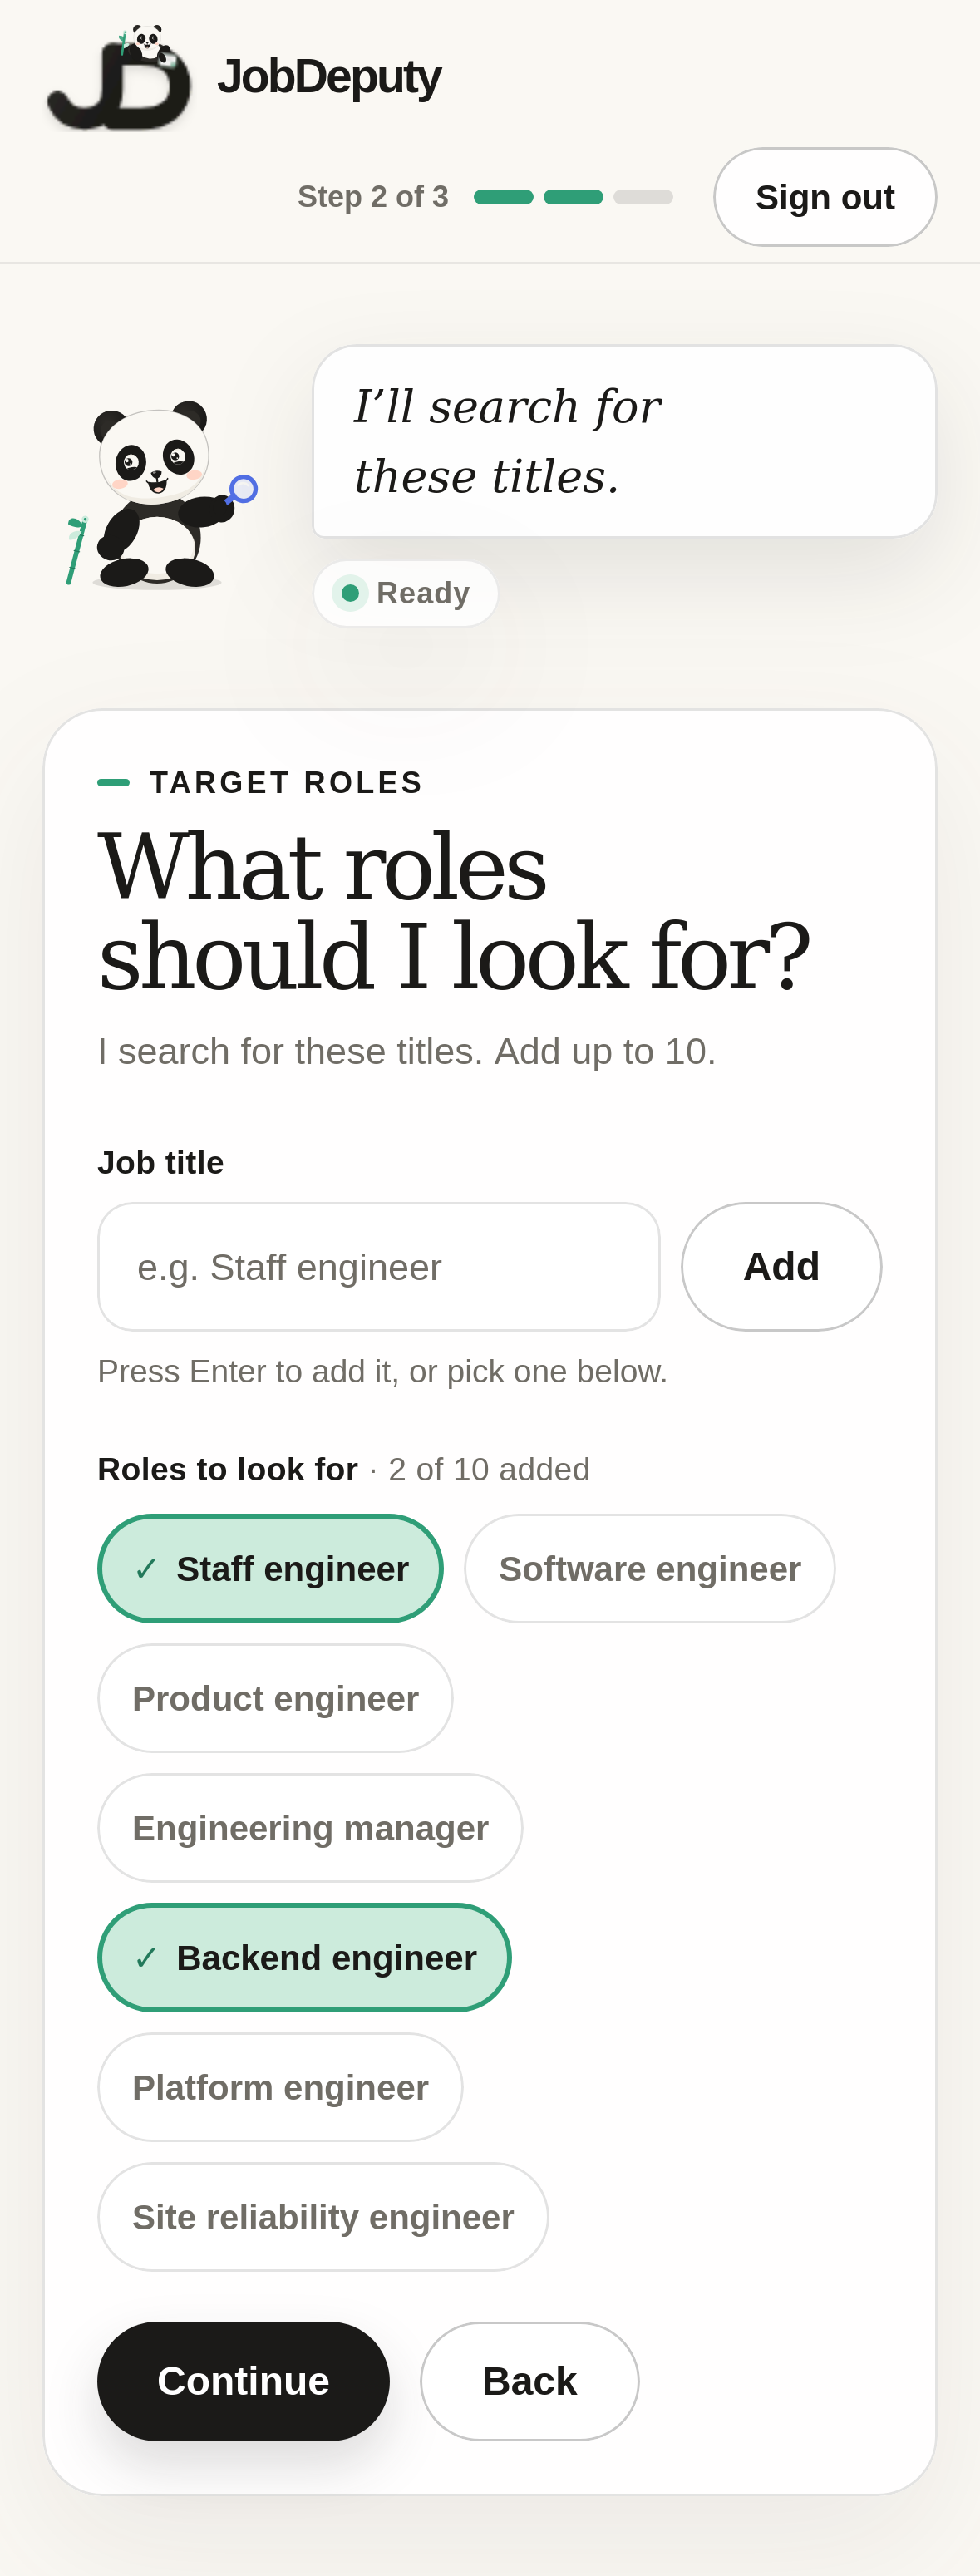 JobDeputy
Step 2 of 3
Sign out
I’ll search for
these titles.
Ready
TARGET ROLES
What roles
should I look for?
I search for these titles. Add up to 10.
Job title
e.g. Staff engineer
Add
Press Enter to add it, or pick one below.
Roles to look for · 2 of 10 added
✓ Staff engineer
Software engineer
Product engineer
Engineering manager
✓ Backend engineer
Platform engineer
Site reliability engineer
Continue
Back